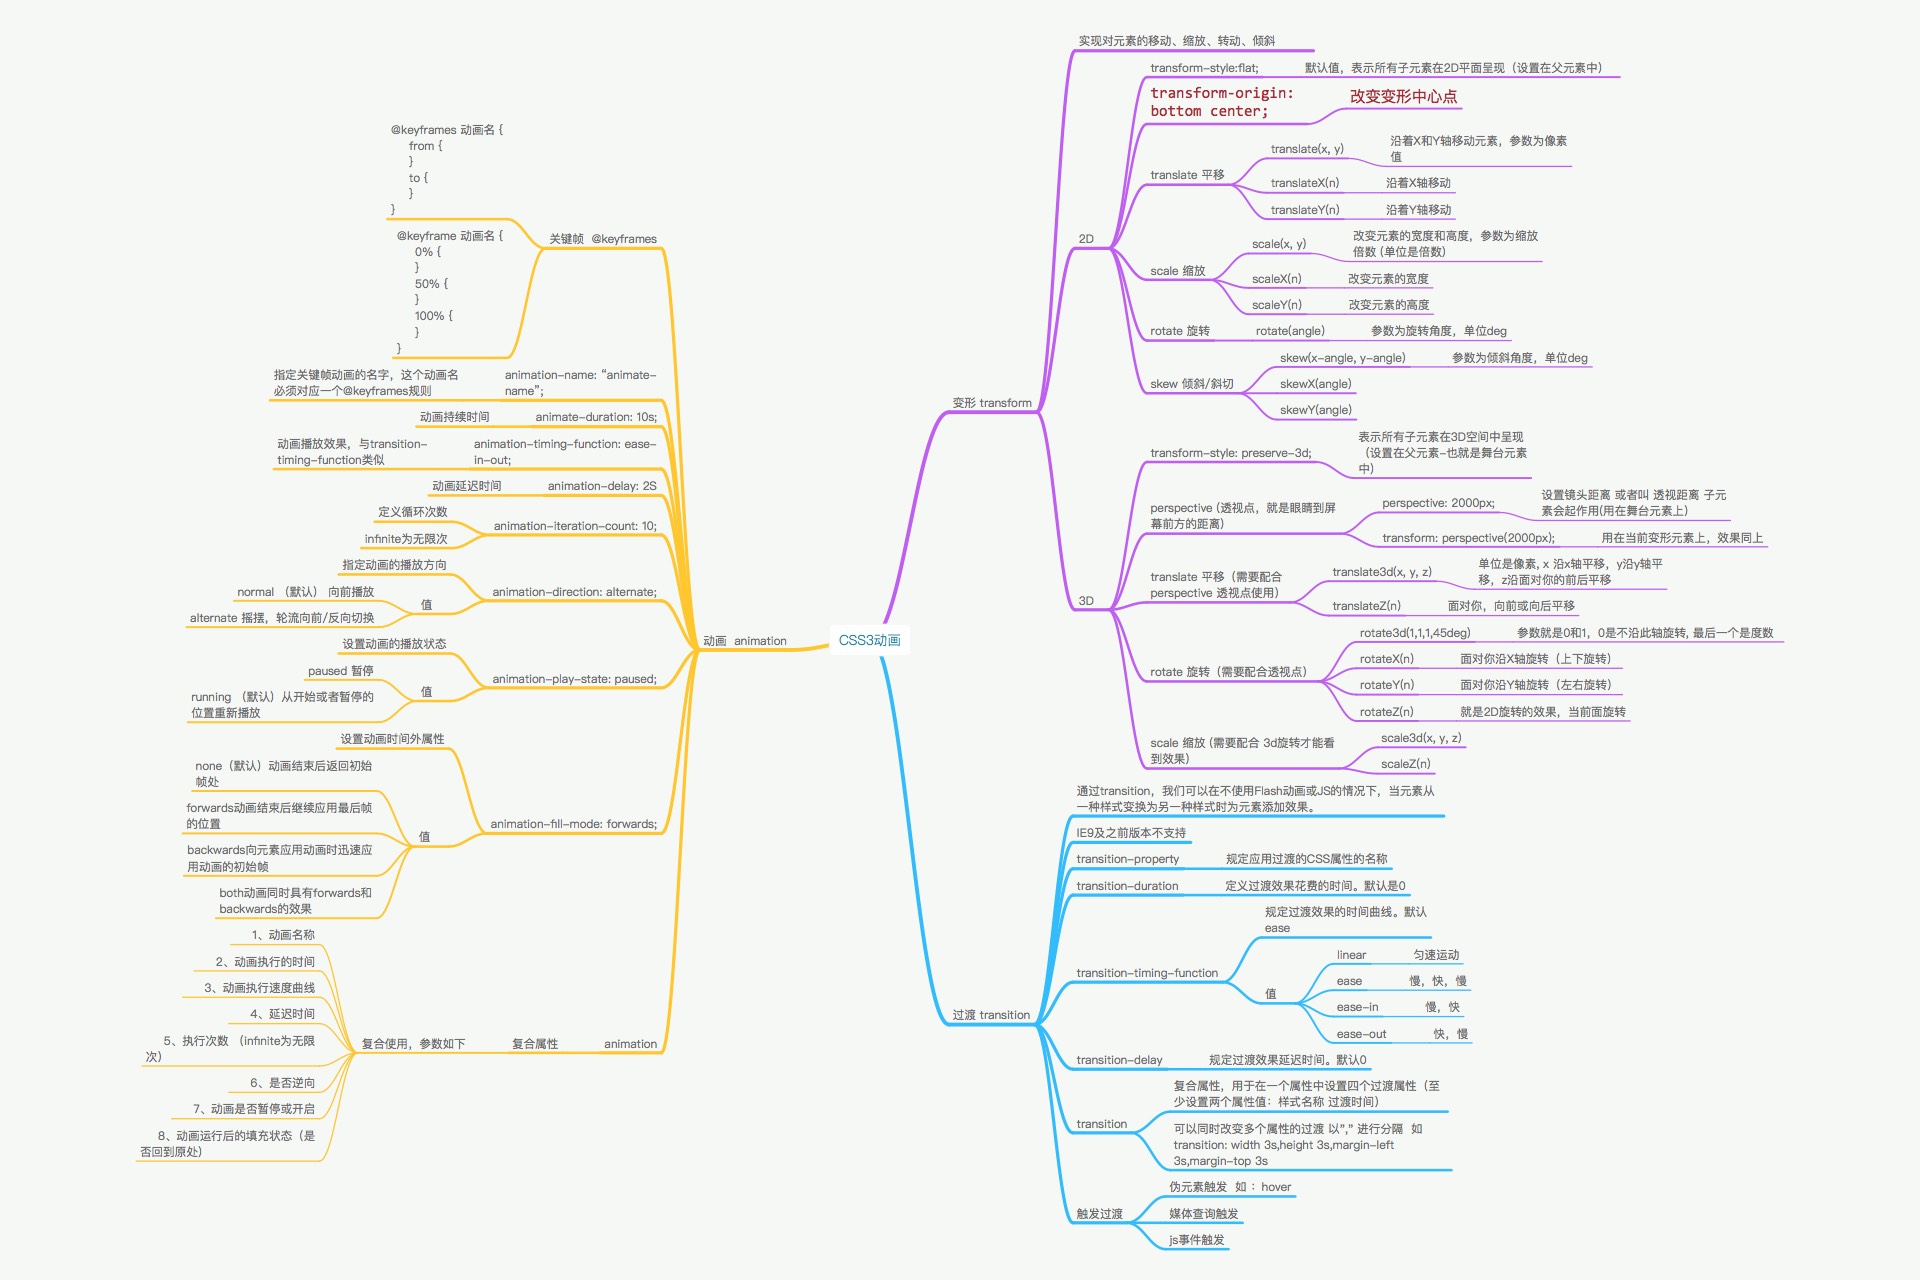 CSS3动画
变形 transform
实现对元素的移动、缩放、转动、倾斜
2D
transform-style:flat;
默认值，表示所有子元素在2D平面呈现（设置在父元素中）
transform-origin:
bottom center;
改变变形中心点
translate 平移
translate(x, y)
沿着X和Y轴移动元素，参数为像素
值
translateX(n)
沿着X轴移动
translateY(n)
沿着Y轴移动
scale 缩放
scale(x, y)
改变元素的宽度和高度，参数为缩放
倍数 (单位是倍数)
scaleX(n)
改变元素的宽度
scaleY(n)
改变元素的高度
rotate 旋转
rotate(angle)
参数为旋转角度，单位deg
skew 倾斜/斜切
skew(x-angle, y-angle)
参数为倾斜角度，单位deg
skewX(angle)
skewY(angle)
3D
transform-style: preserve-3d;
表示所有子元素在3D空间中呈现
（设置在父元素-也就是舞台元素
中）
perspective (透视点，就是眼睛到屏
幕前方的距离)
perspective: 2000px;
设置镜头距离 或者叫 透视距离 子元
素会起作用(用在舞台元素上)
transform: perspective(2000px);
用在当前变形元素上，效果同上
translate 平移（需要配合
perspective 透视点使用）
translate3d(x, y, z)
单位是像素, x 沿x轴平移，y沿y轴平
移，z沿面对你的前后平移
translateZ(n)
面对你，向前或向后平移
rotate 旋转（需要配合透视点）
rotate3d(1,1,1,45deg)
参数就是0和1，0是不沿此轴旋转, 最后一个是度数
rotateX(n)
面对你沿X轴旋转（上下旋转）
rotateY(n)
面对你沿Y轴旋转（左右旋转）
rotateZ(n)
就是2D旋转的效果，当前面旋转
scale 缩放 (需要配合 3d旋转才能看
到效果)
scale3d(x, y, z)
scaleZ(n)
过渡 transition
通过transition，我们可以在不使用Flash动画或JS的情况下，当元素从
一种样式变换为另一种样式时为元素添加效果。
IE9及之前版本不支持
transition-property
规定应用过渡的CSS属性的名称
transition-duration
定义过渡效果花费的时间。默认是0
transition-timing-function
规定过渡效果的时间曲线。默认
ease
值
linear
匀速运动
ease
慢，快，慢
ease-in
慢，快
ease-out
快，慢
transition-delay
规定过渡效果延迟时间。默认0
transition
复合属性，用于在一个属性中设置四个过渡属性（至
少设置两个属性值：样式名称 过渡时间）
可以同时改变多个属性的过渡 以”,” 进行分隔  如
transition: width 3s,height 3s,margin-left
3s,margin-top 3s
触发过渡
伪元素触发  如 ：hover
媒体查询触发
js事件触发
动画  animation
关键帧  @keyframes
@keyframes 动画名 {
from {
}
to {
}
}
@keyframe 动画名 {
0% {
}
50% {
}
100% {
}
}
animation-name: “animate-
name”;
指定关键帧动画的名字，这个动画名
必须对应一个@keyframes规则
animate-duration: 10s;
动画持续时间
animation-timing-function: ease-
in-out;
动画播放效果，与transition-
timing-function类似
animation-delay: 2S
动画延迟时间
animation-iteration-count: 10;
定义循环次数
infinite为无限次
animation-direction: alternate;
指定动画的播放方向
值
normal （默认） 向前播放
alternate 摇摆，轮流向前/反向切换
animation-play-state: paused;
设置动画的播放状态
值
paused 暂停
running （默认）从开始或者暂停的
位置重新播放
animation-fill-mode: forwards;
设置动画时间外属性
值
none（默认）动画结束后返回初始
帧处
forwards动画结束后继续应用最后帧
的位置
backwards向元素应用动画时迅速应
用动画的初始帧
both动画同时具有forwards和
backwards的效果
animation
复合属性
复合使用，参数如下
1、动画名称
2、动画执行的时间
3、动画执行速度曲线
4、延迟时间
5、执行次数 （infinite为无限
次）
6、是否逆向
7、动画是否暂停或开启
8、动画运行后的填充状态（是
否回到原处)